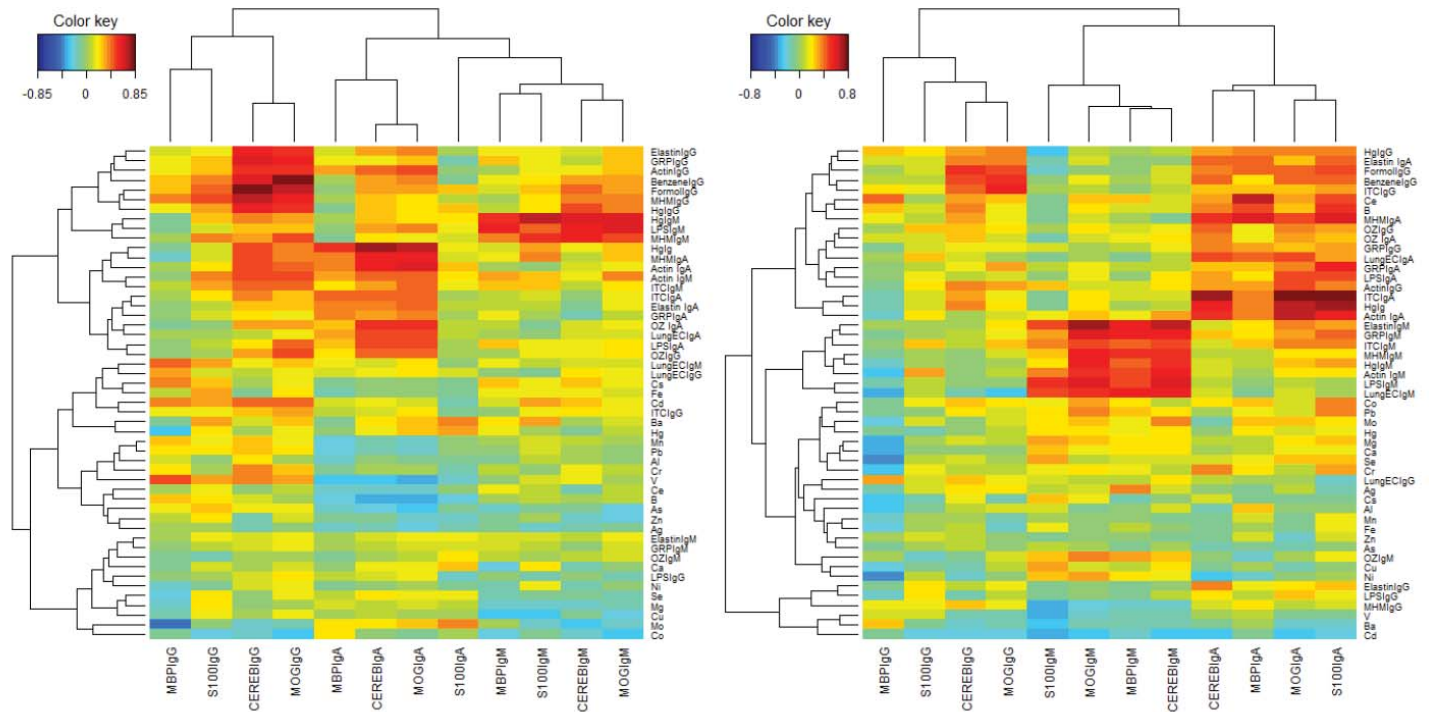 Color key
-0.85 0 0.85
ElastinIgG
GRPIgG
ActinIgG
BenzeneIgG
FormolIgG
MHMIgG
HgIgG
HgIgM
LPSIgM
MHMIgM
HgIg
MHMIgA
Actin IgA
Actin IgM
ITCIgM
ITCIgA
Elastin IgA
GRPIgA
OZ IgA
LungECIgA
LPSIgA
OZIgG
LungECIgM
LungECIgG
Cs
Fe
Cd
ITCIgG
Ba
Hg
Mn
Pb
Al
Cr
V
Ce
B
As
Zn
Ag
ElastinIgM
GRPIgM
OZIgM
Ca
LPSIgG
Ni
Se
Mg
Cu
Mo
Co
MBPIgG
S100IgG
CEREBIgG
MOGIgG
MBPIgA
CEREBIgA
MOGIgA
S100IgA
MBPIgM
S100IgM
CEREBIgM
MOGIgM
Color key
-0.8 0 0.8
HgIgG
Elastin IgA
FormolIgG
BenzeneIgG
ITCIgG
Ce
B
MHMIgA
OZIgG
OZ IgA
GRPIgG
LungECIgA
GRPIgA
LPSIgA
ActinIgG
ITCIgA
HgIg
Actin IgA
ElastinIgM
GRPIgM
ITCIgM
MHMIgM
HgIgM
Actin IgM
LPSIgM
LungECIgM
Co
Pb
Mo
Hg
Mg
Ca
Se
Cr
LungECIgG
Ag
Cs
Al
Mn
Fe
Zn
As
OZIgM
Cu
Ni
ElastinIgG
LPSIgG
MHMIgG
V
Ba
Cd
MBPIgG
S100IgG
CEREBIgG
MOGIgG
S100IgM
MOGIgM
MBPIgM
CEREBIgM
CEREBIgA
MBPIgA
MOGIgA
S100IgA